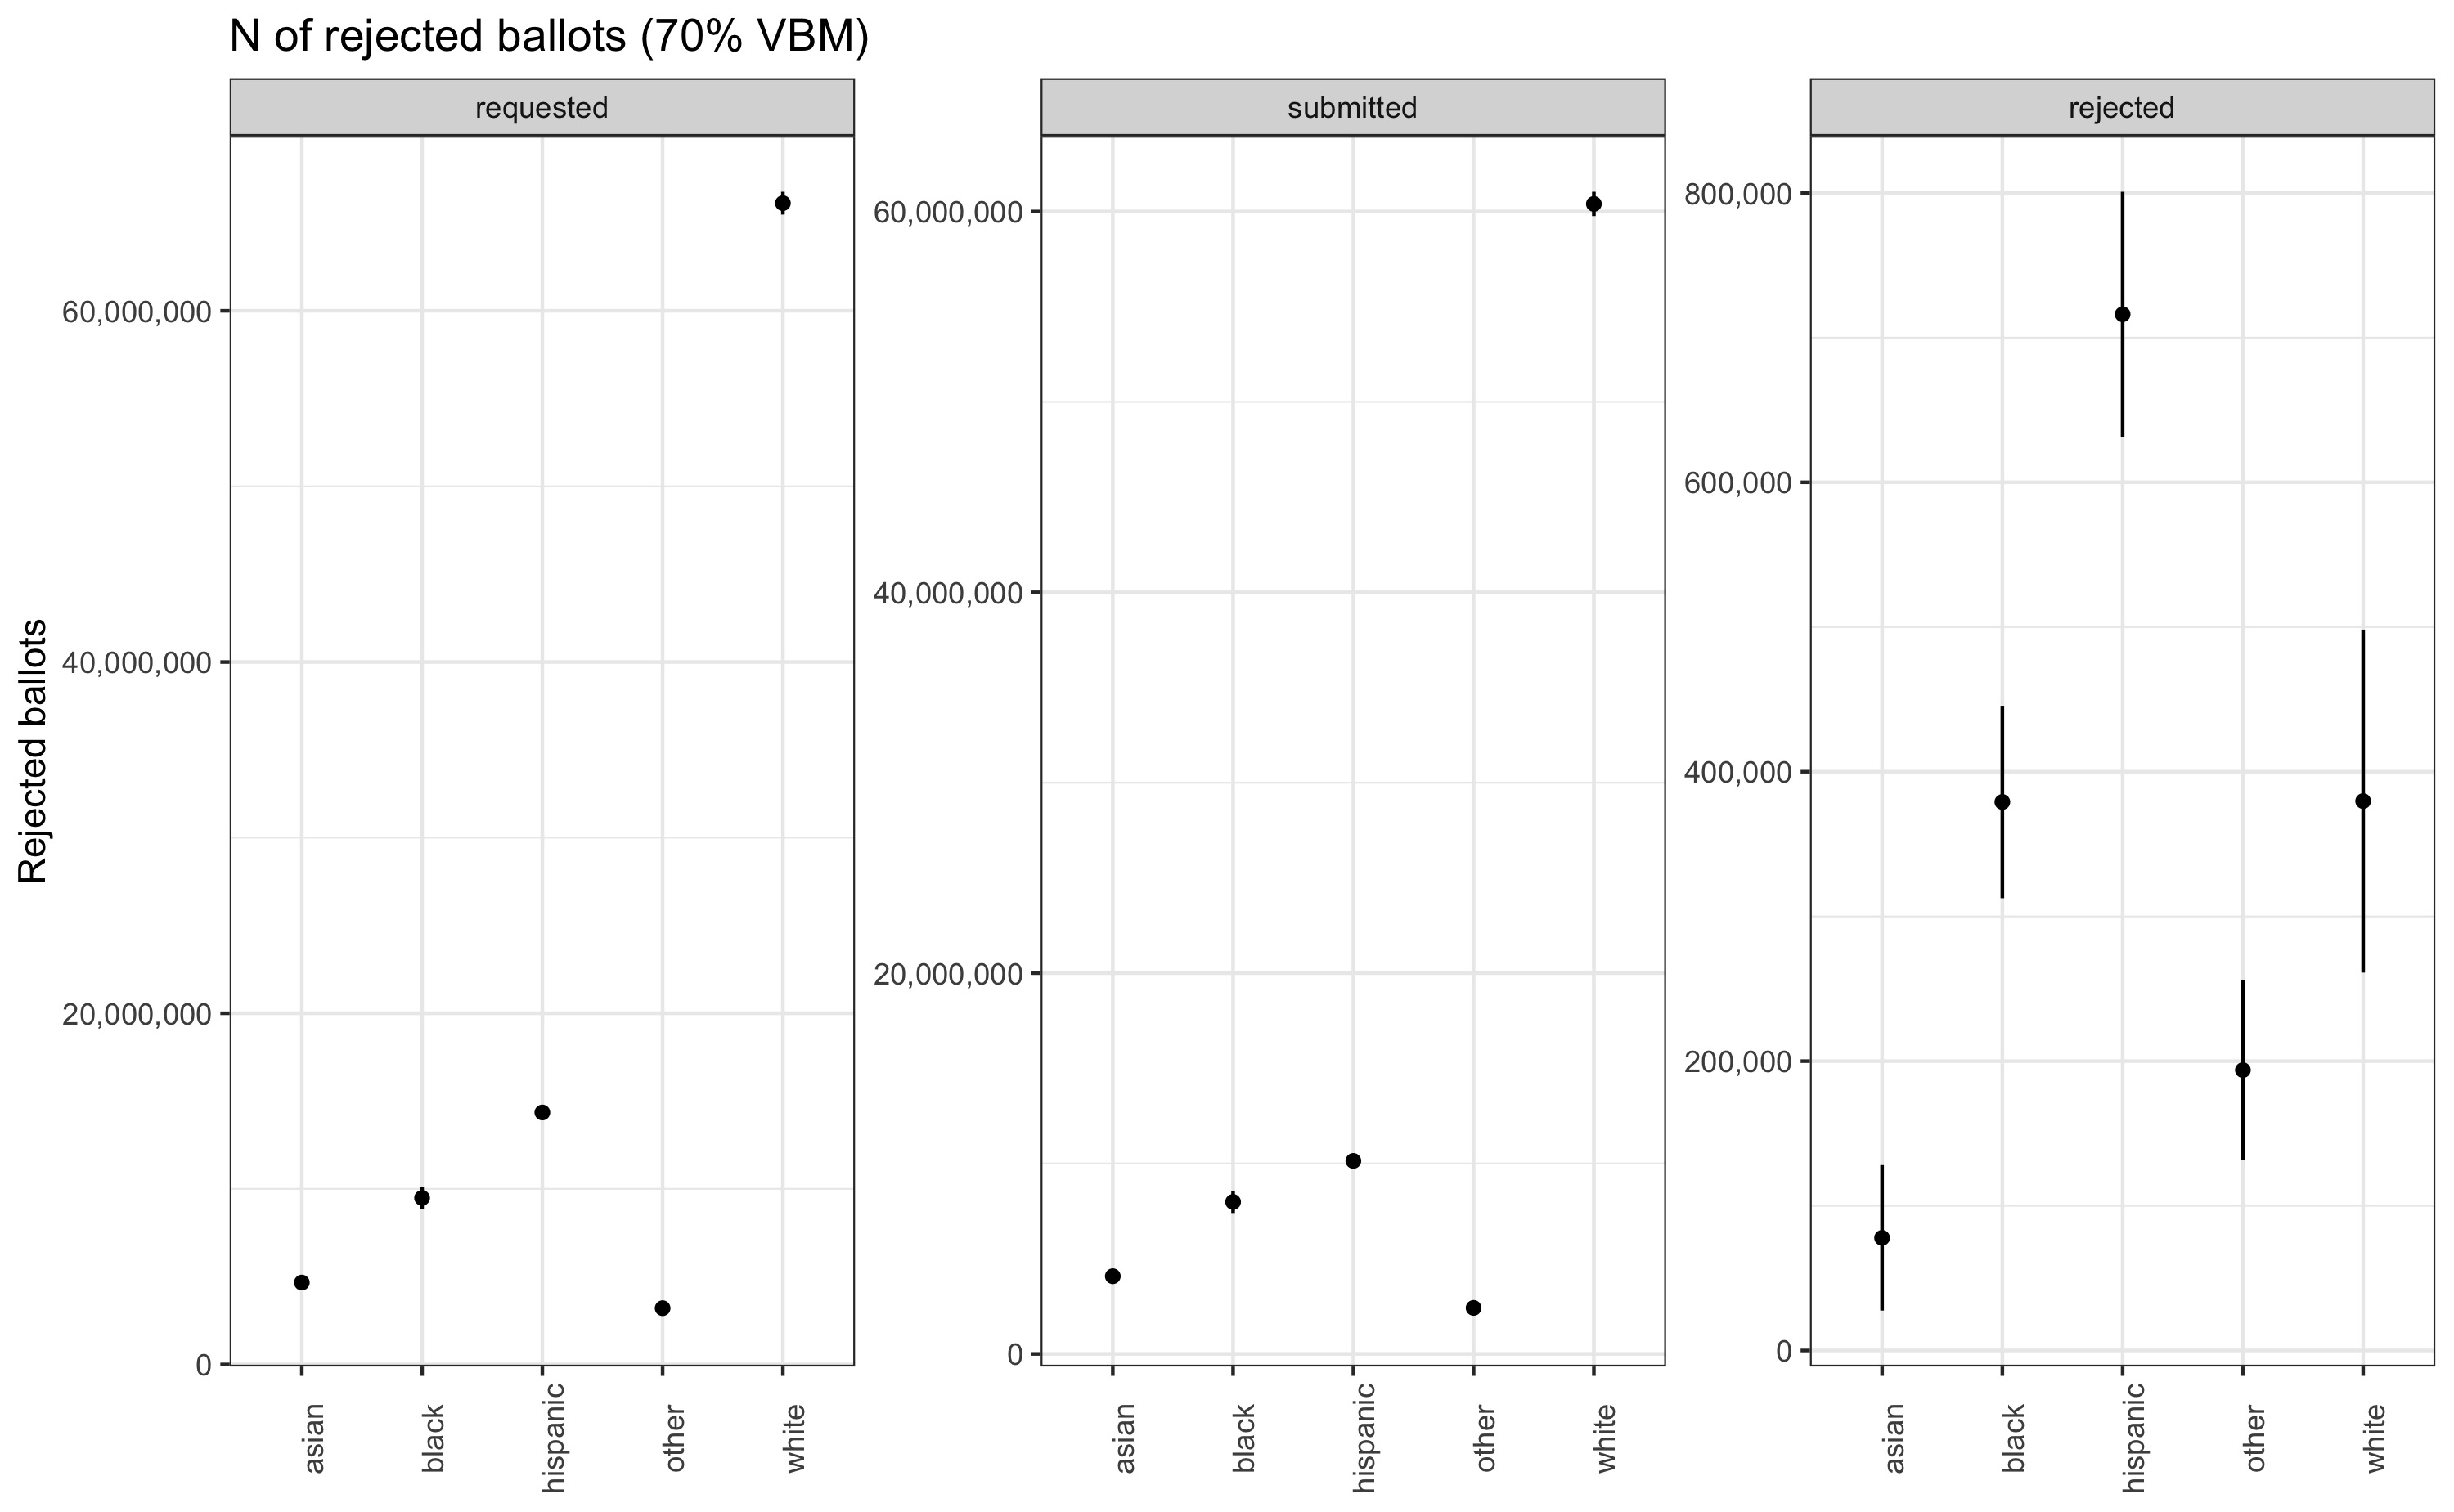 N of rejected ballots (70% VBM)
requested
submitted
rejected
Rejected ballots
60,000,000
40,000,000
20,000,000
0
60,000,000
40,000,000
20,000,000
0
800,000
600,000
400,000
200,000
0
asian
black
hispanic
other
white
asian
black
hispanic
other
white
asian
black
hispanic
other
white